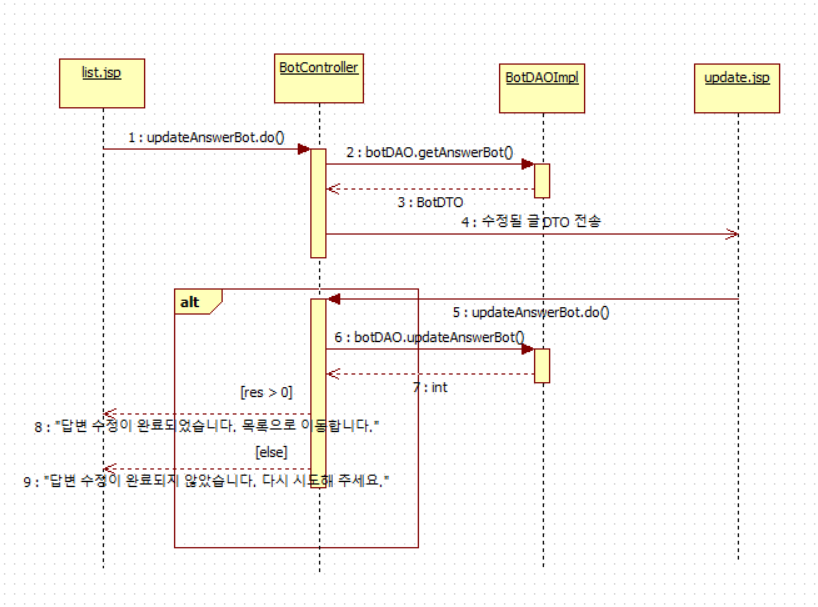 list.jsp
BotController
BotDAOImpl
update.jsp
1 : updateAnswerBot.do()
2 : botDAO.getAnswerBot()
3 : BotDTO
4 : 수정될 글 DTO 전송
alt
5 : updateAnswerBot.do()
6 : botDAO.updateAnswerBot()
7 : int
[res > 0]
8 : "답변 수정이 완료되었습니다. 목록으로 이동합니다."
[else]
9 : "답변 수정이 완료되지 않았습니다. 다시 시도해 주세요."